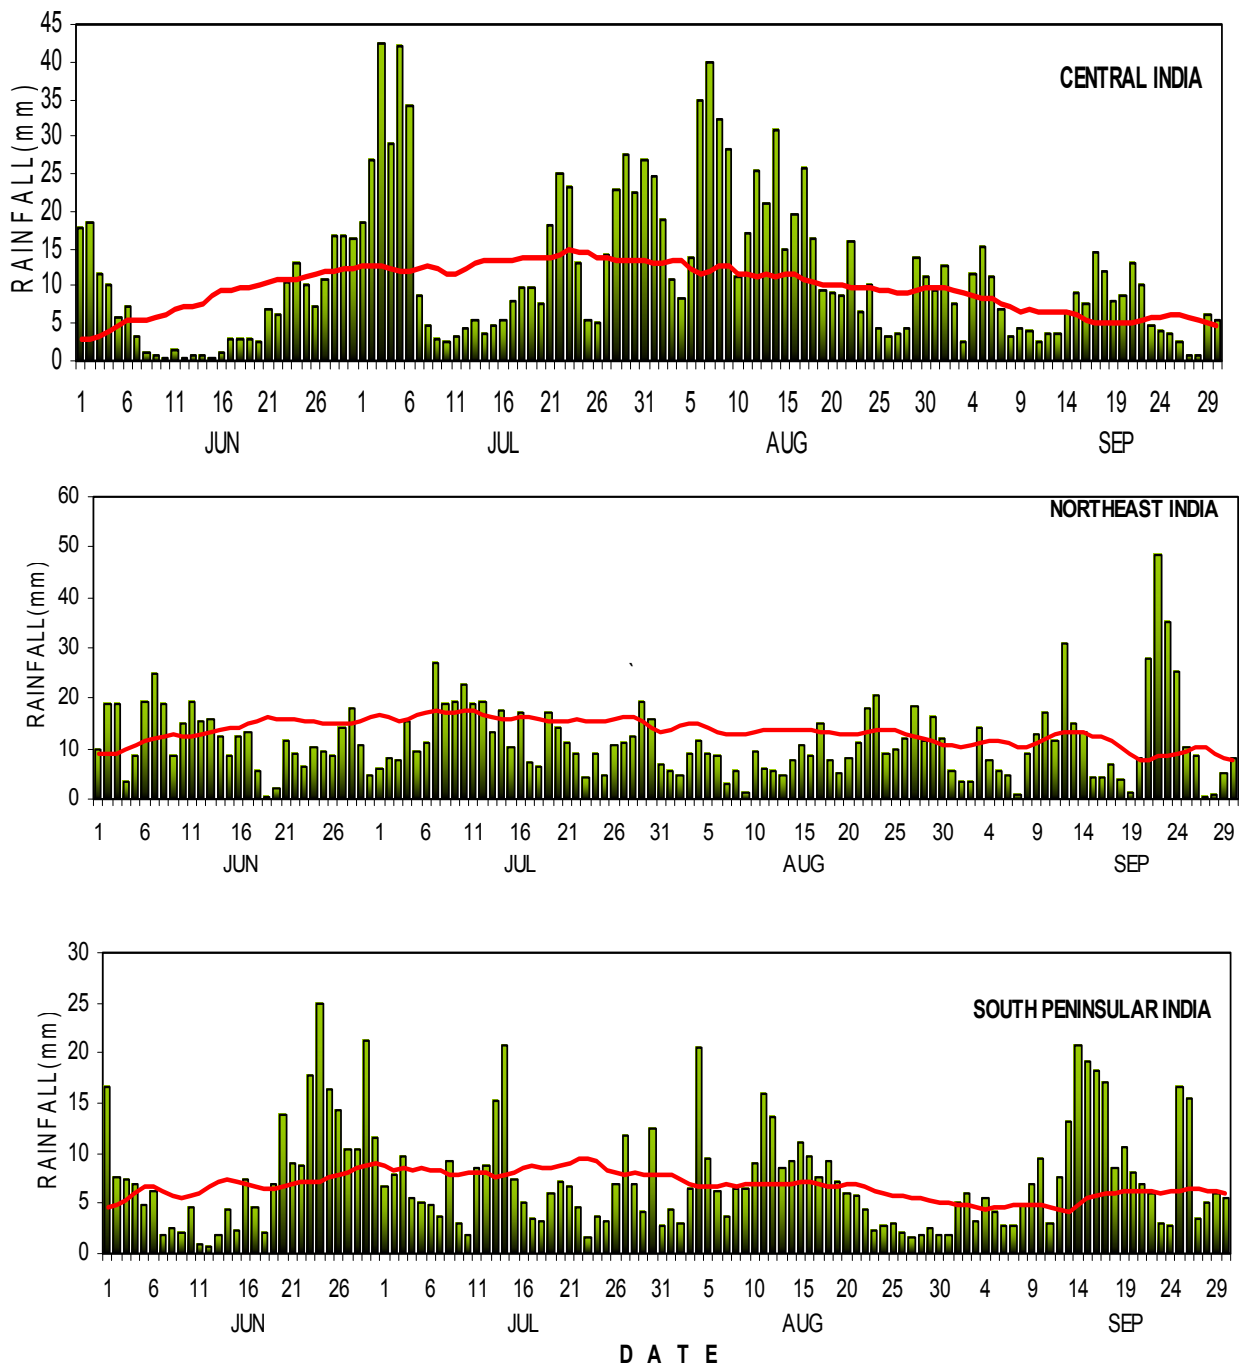 45
40
35
30
25
20
15
10
5
0
RAINFALL(mm)
CENTRAL INDIA
1 6 11 16 21 26 1 6 11 16 21 26 31 5 10 15 20 25 30 4 9 14 19 24 29
JUN JUL AUG SEP
60
50
40
30
20
10
0
RAINFALL(mm)
NORTHEAST INDIA
1 6 11 16 21 26 1 6 11 16 21 26 31 5 10 15 20 25 30 4 9 14 19 24 29
JUN JUL AUG SEP
30
25
20
15
10
5
0
RAINFALL(mm)
SOUTH PENINSULAR INDIA
1 6 11 16 21 26 1 6 11 16 21 26 31 5 10 15 20 25 30 4 9 14 19 24 29
JUN JUL AUG SEP
DATE